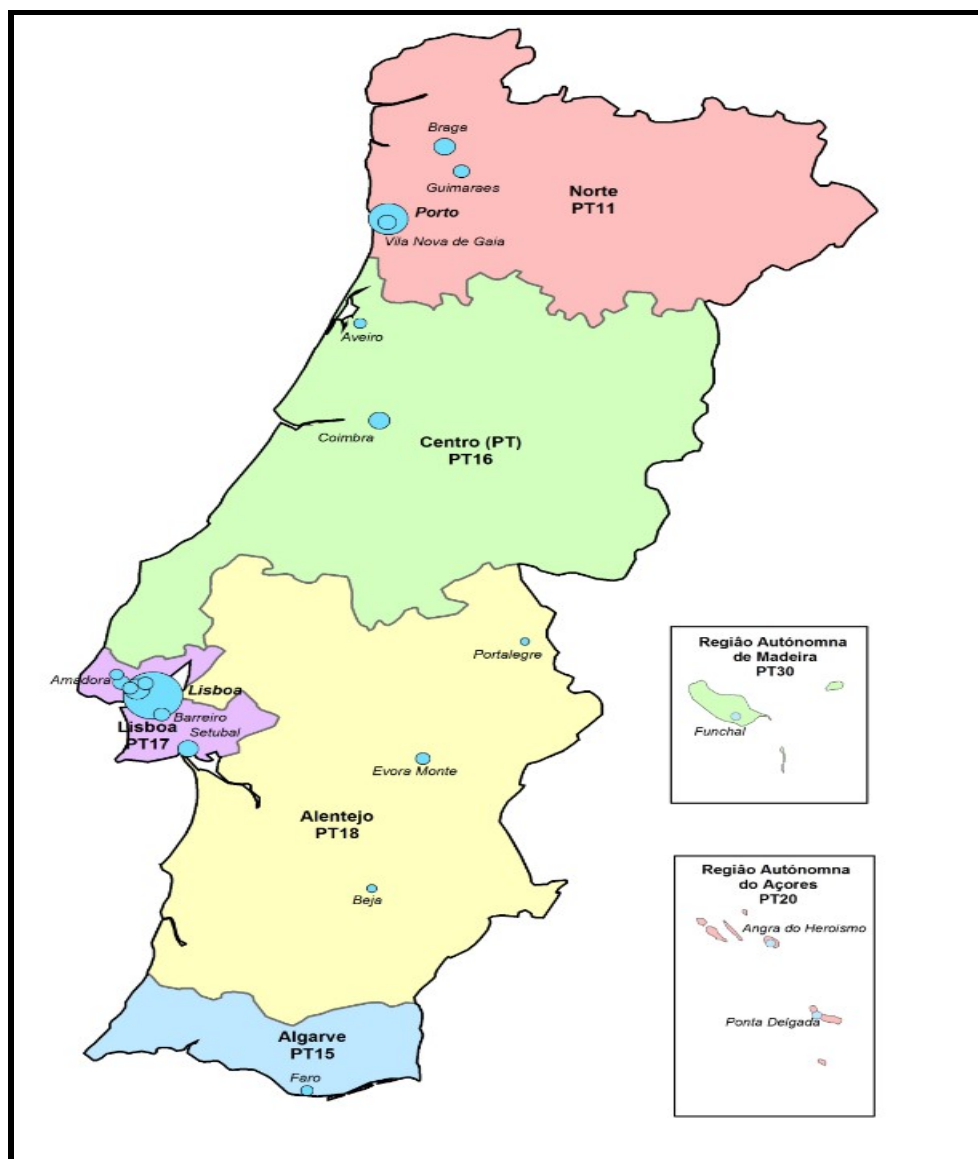 Braga
Guimaraes
Norte
PT11
Porto
Vila Nova de Gaia
Aveiro
Coimbra
Centro (PT)
PT16
Portalegre
Amadora
Lisboa
Barreiro
Lisboa
Setubal
PT17
Evora Monte
Alentejo
PT18
Beja
Algarve
PT15
Faro
Região Autónomna
de Madeira
PT30
Funchal
Região Autónomna
do Açores
PT20
Angra do Heroismo
Ponta Delgada